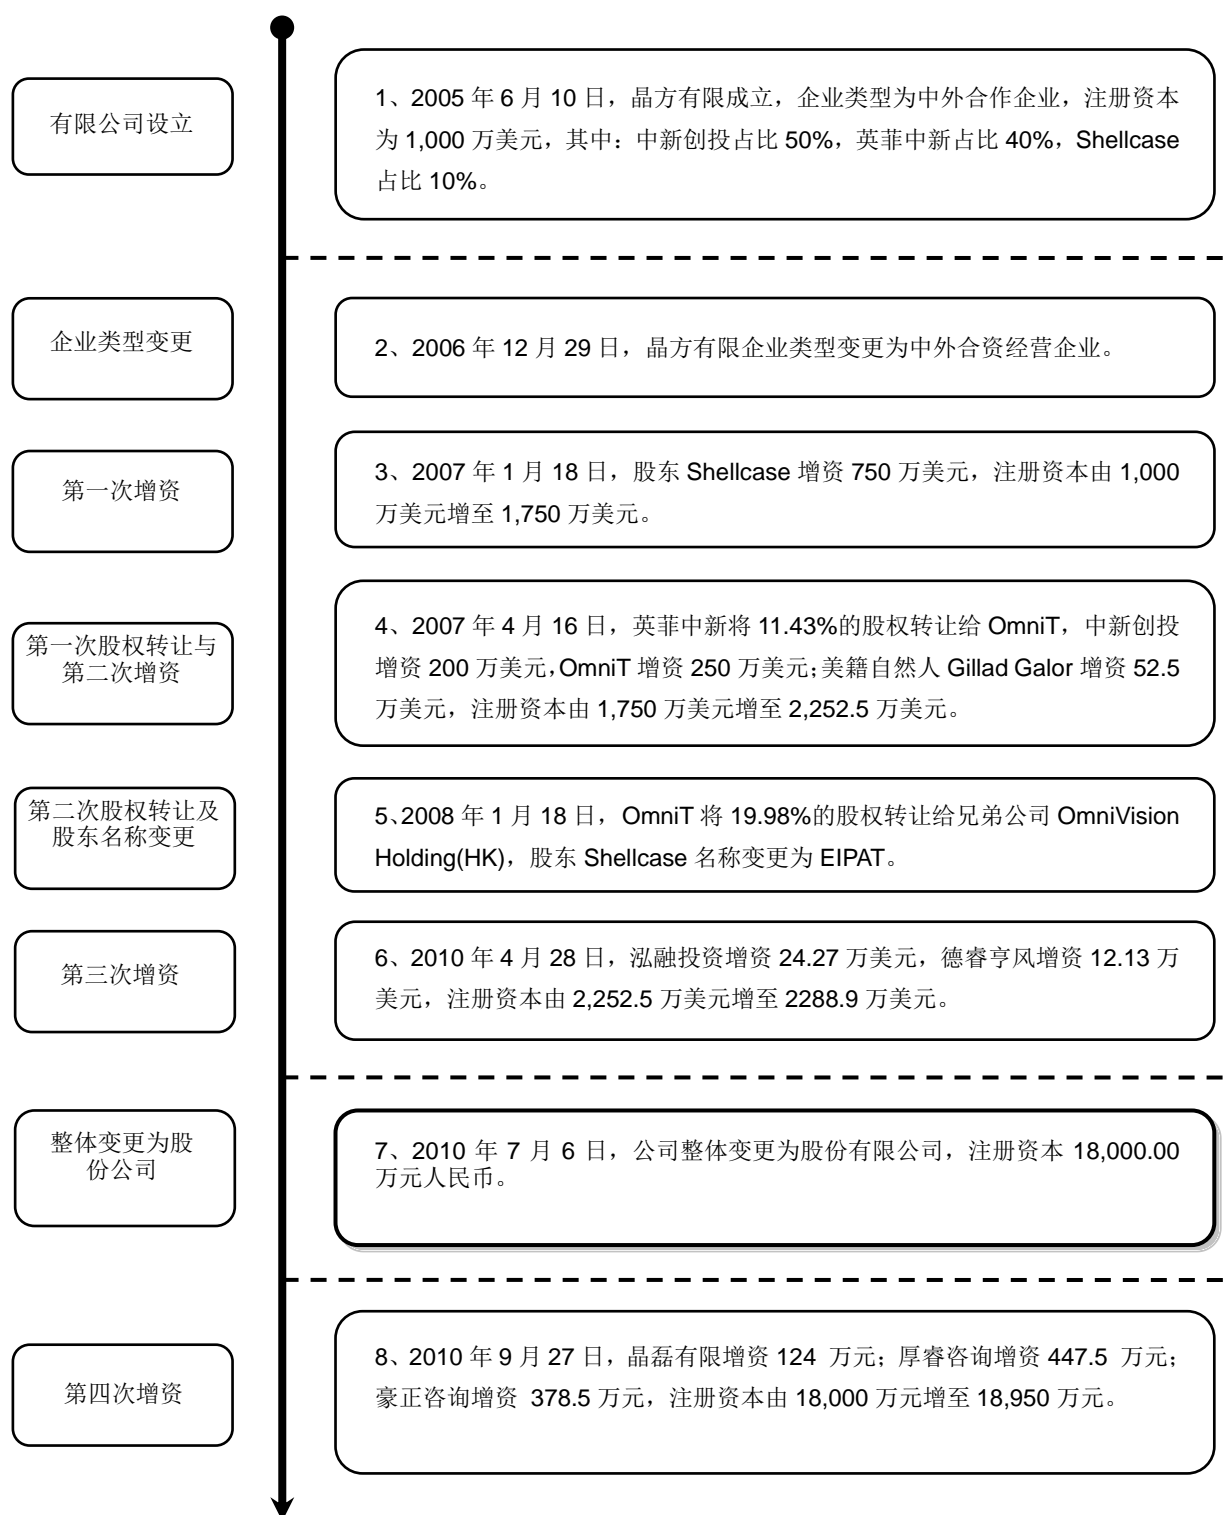 有限公司设立
1、2005 年 6 月 10 日，晶方有限成立，企业类型为中外合作企业，注册资本
为 1,000 万美元，其中：中新创投占比 50%，英菲中新占比 40%，Shellcase
占比 10%。
企业类型变更
2、2006 年 12 月 29 日，晶方有限企业类型变更为中外合资经营企业。
第一次增资
3、2007 年 1 月 18 日，股东 Shellcase 增资 750 万美元，注册资本由 1,000
万美元增至 1,750 万美元。
第一次股权转让与
第二次增资
4、2007 年 4 月 16 日，英菲中新将 11.43%的股权转让给 OmniT，中新创投
增资 200 万美元，OmniT 增资 250 万美元；美籍自然人 Gillad Galor 增资 52.5
万美元，注册资本由 1,750 万美元增至 2,252.5 万美元。
第二次股权转让及
股东名称变更
5、2008 年 1 月 18 日，OmniT 将 19.98%的股权转让给兄弟公司 OmniVision
Holding(HK)，股东 Shellcase 名称变更为 EIPAT。
第三次增资
6、2010 年 4 月 28 日，泓融投资增资 24.27 万美元，德睿亨风增资 12.13 万
美元，注册资本由 2,252.5 万美元增至 2288.9 万美元。
整体变更为股
份公司
7、2010 年 7 月 6 日，公司整体变更为股份有限公司，注册资本 18,000.00
万元人民币。
第四次增资
8、2010 年 9 月 27 日，晶磊有限增资 124 万元；厚睿咨询增资 447.5 万元；
豪正咨询增资 378.5 万元，注册资本由 18,000 万元增至 18,950 万元。